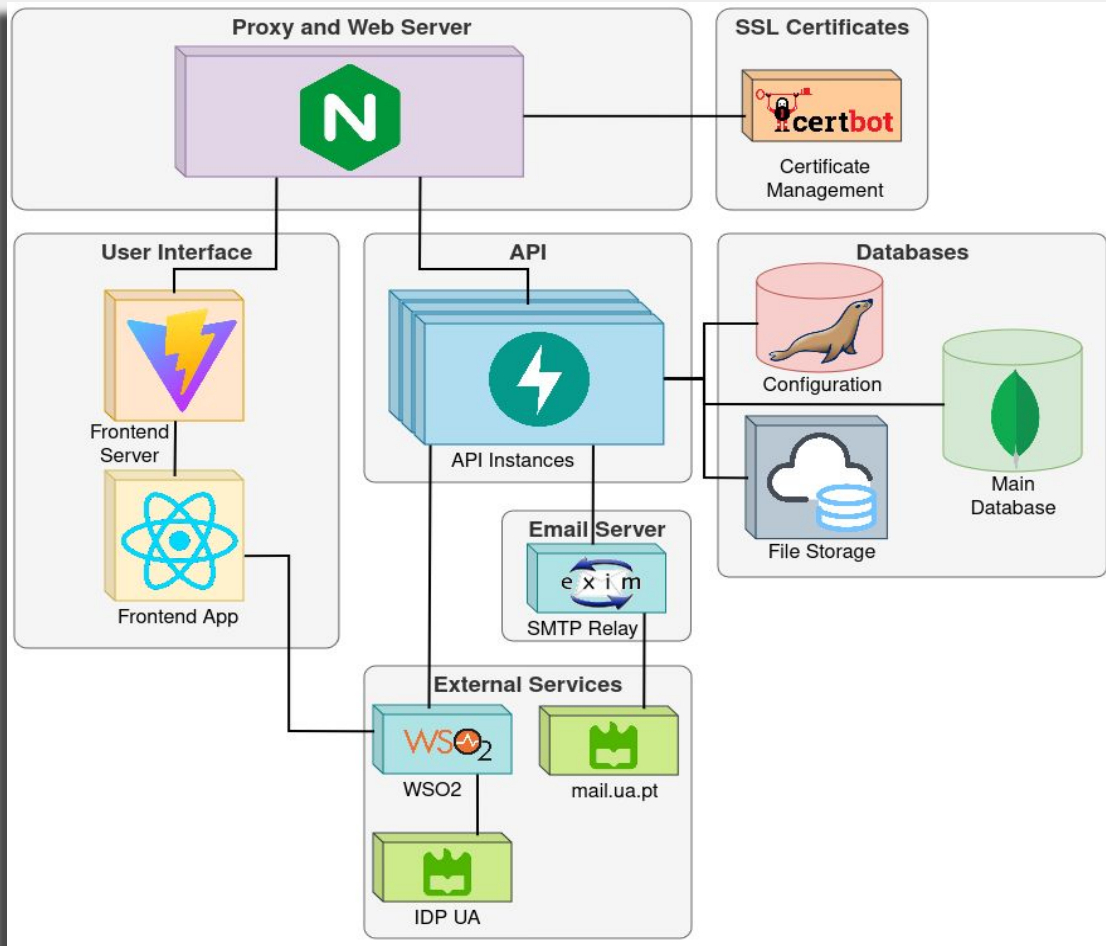 Proxy and Web Server
SSL Certificates
N
certbot
Certificate
Management
User Interface
API
Databases
Frontend
Server
API Instances
Configuration
Main
Database
File Storage
Frontend App
Email Server
exim
SMTP Relay
External Services
WSO2
WSO2
mail.ua.pt
IDP UA